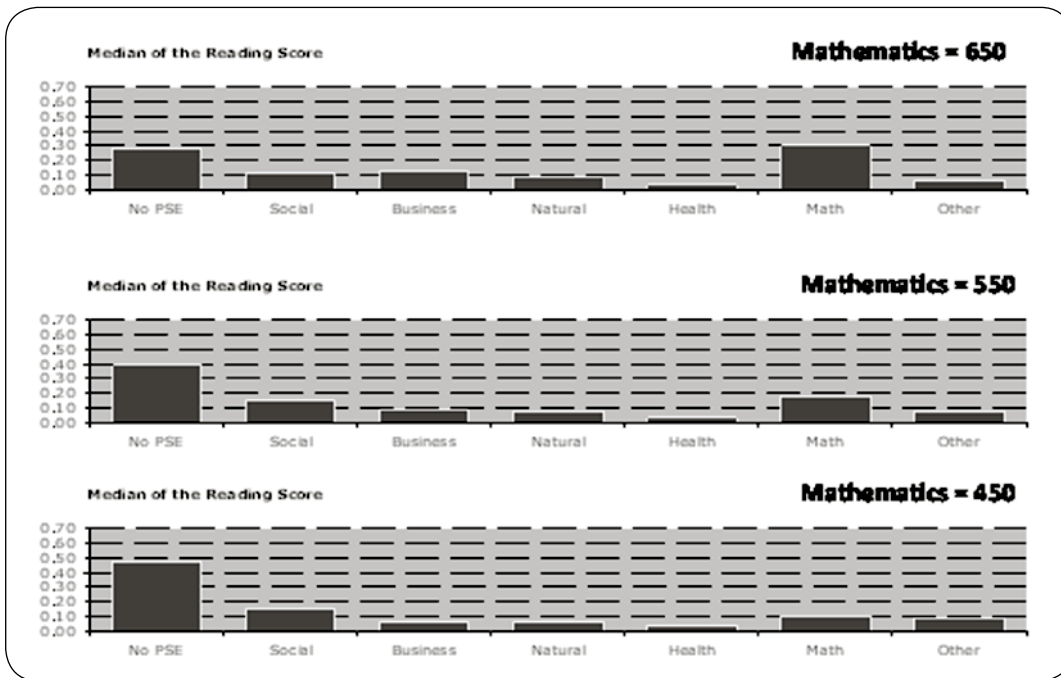 Median of the Reading Score
Mathematics = 650
0.70
0.60
0.50
0.40
0.30
0.20
0.10
0.00
No PSE Social Business Natural Health Math Other
Median of the Reading Score
Mathematics = 550
0.70
0.60
0.50
0.40
0.30
0.20
0.10
0.00
No PSE Social Business Natural Health Math Other
Median of the Reading Score
Mathematics = 450
0.70
0.60
0.50
0.40
0.30
0.20
0.10
0.00
No PSE Social Business Natural Health Math Other